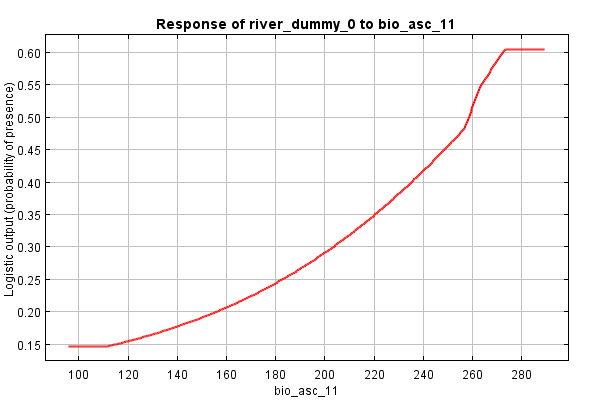 Response of river_dummy_0 to bio_asc_11
Logistic output (probability of presence)
0.60
0.55
0.50
0.45
0.40
0.35
0.30
0.25
0.20
0.15
100 120 140 160 180 200 220 240 260 280
bio_asc_11